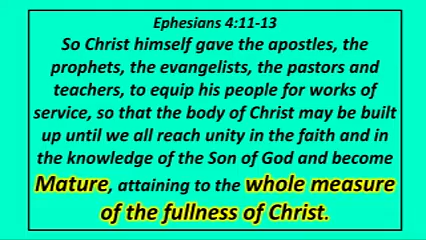 Ephesians 4:11-13
So Christ himself gave the apostles, the
prophets, the evangelists, the pastors and
teachers, to equip his people for works of
service, so that the body of Christ may be built
up until we all reach unity in the faith and in
the knowledge of the Son of God and become
Mature, attaining to the whole measure
of the fullness of Christ.